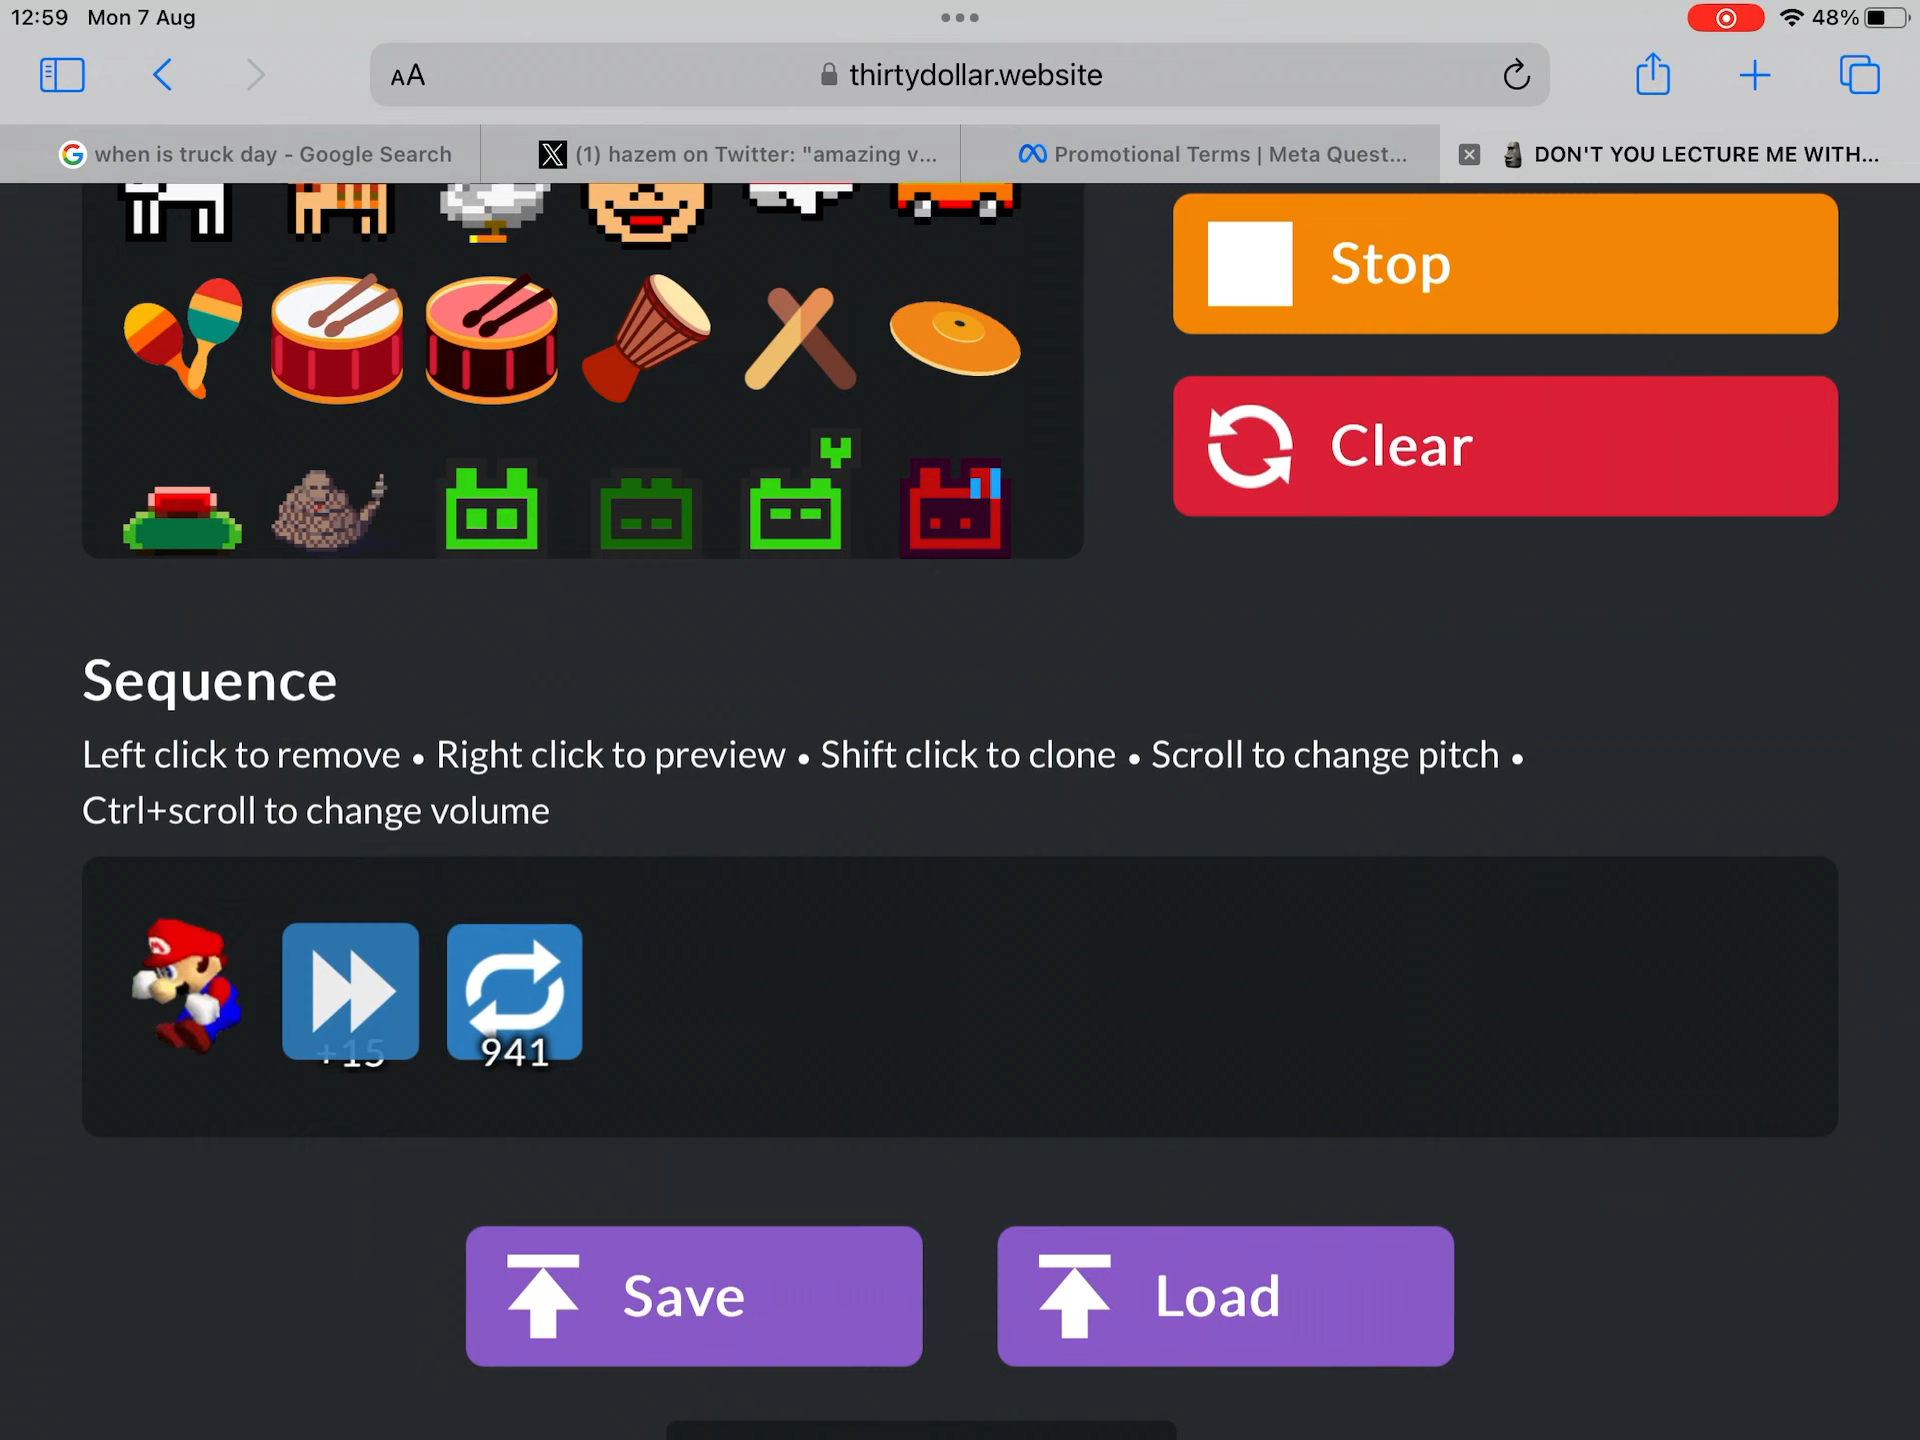 12:59 Mon 7 Aug
48%
AA
thirtydollar.website
when is truck day - Google Search
(1) hazem on Twitter: "amazing v...
Promotional Terms | Meta Quest...
DON'T YOU LECTURE ME WITH...
Stop
Clear
Sequence
Left click to remove • Right click to preview • Shift click to clone • Scroll to change pitch •
Ctrl+scroll to change volume
+15
941
Save
Load